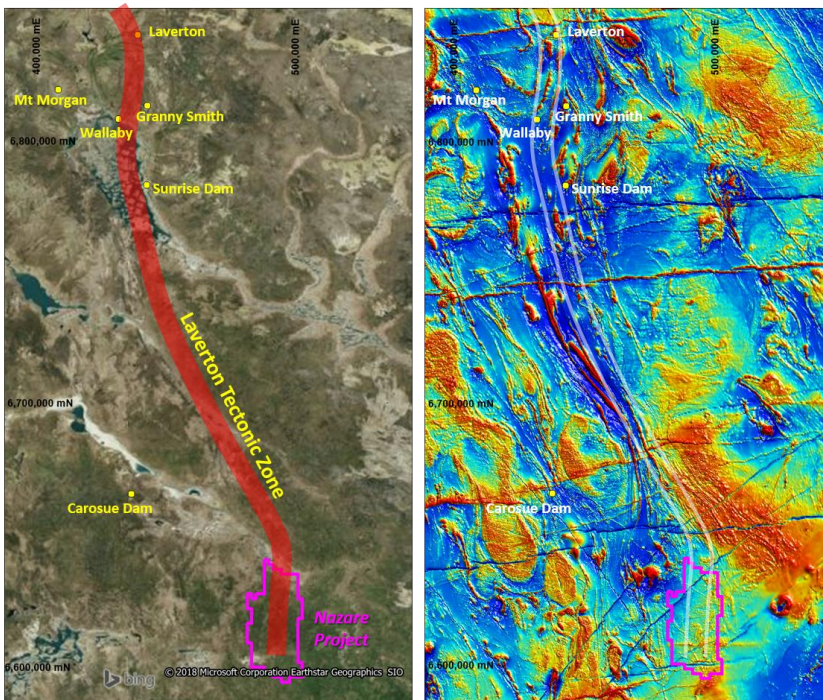 400,000 mE
Laverton
500,000 mE
Mt Morgan
Granny Smith
Wallaby
6,800,000 mN
Sunrise Dam
Laverton Tectonic Zone
6,700,000 mN
Carosue Dam
Nazare
Project
6,600,000 mN
bing
© 2018 Microsoft Corporation Earthstar Geographics SIO
400,000 mE
Laverton
500,000 mE
Mt Morgan
Granny Smith
Wallaby
6,800,000 mN
Sunrise Dam
6,700,000 mN
Carosue Dam
6,600,000 mN